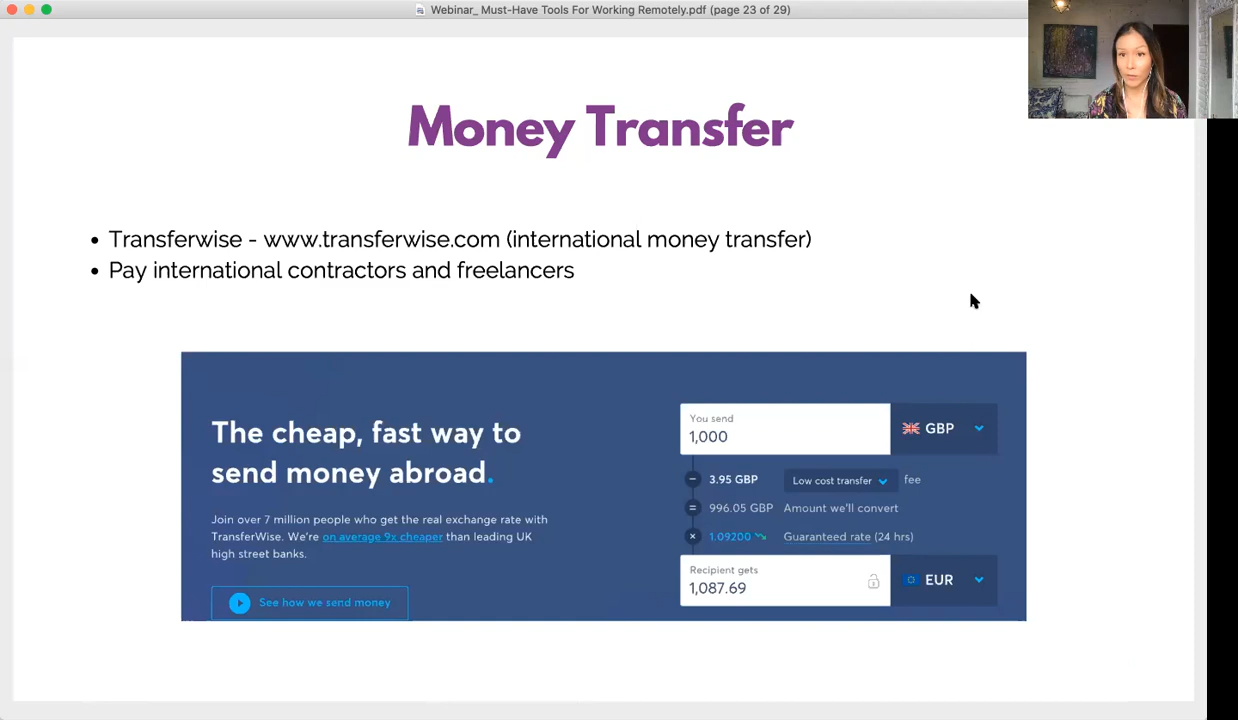 Webinar_ Must-Have Tools For Working Remotely.pdf (page 23 of 29)
Money Transfer
• Transferwise - www.transferwise.com (international money transfer)
• Pay international contractors and freelancers
The cheap, fast way to
send money abroad.
Join over 7 million people who get the real exchange rate with
TransferWise. We're on average 9x cheaper than leading UK
high street banks.
See how we send money
You send
1,000
GBP
− 3.95 GBP Low cost transfer fee
= 996.05 GBP Amount we'll convert
× 1.09200 Guaranteed rate (24 hrs)
Recipient gets
1,087.69
EUR